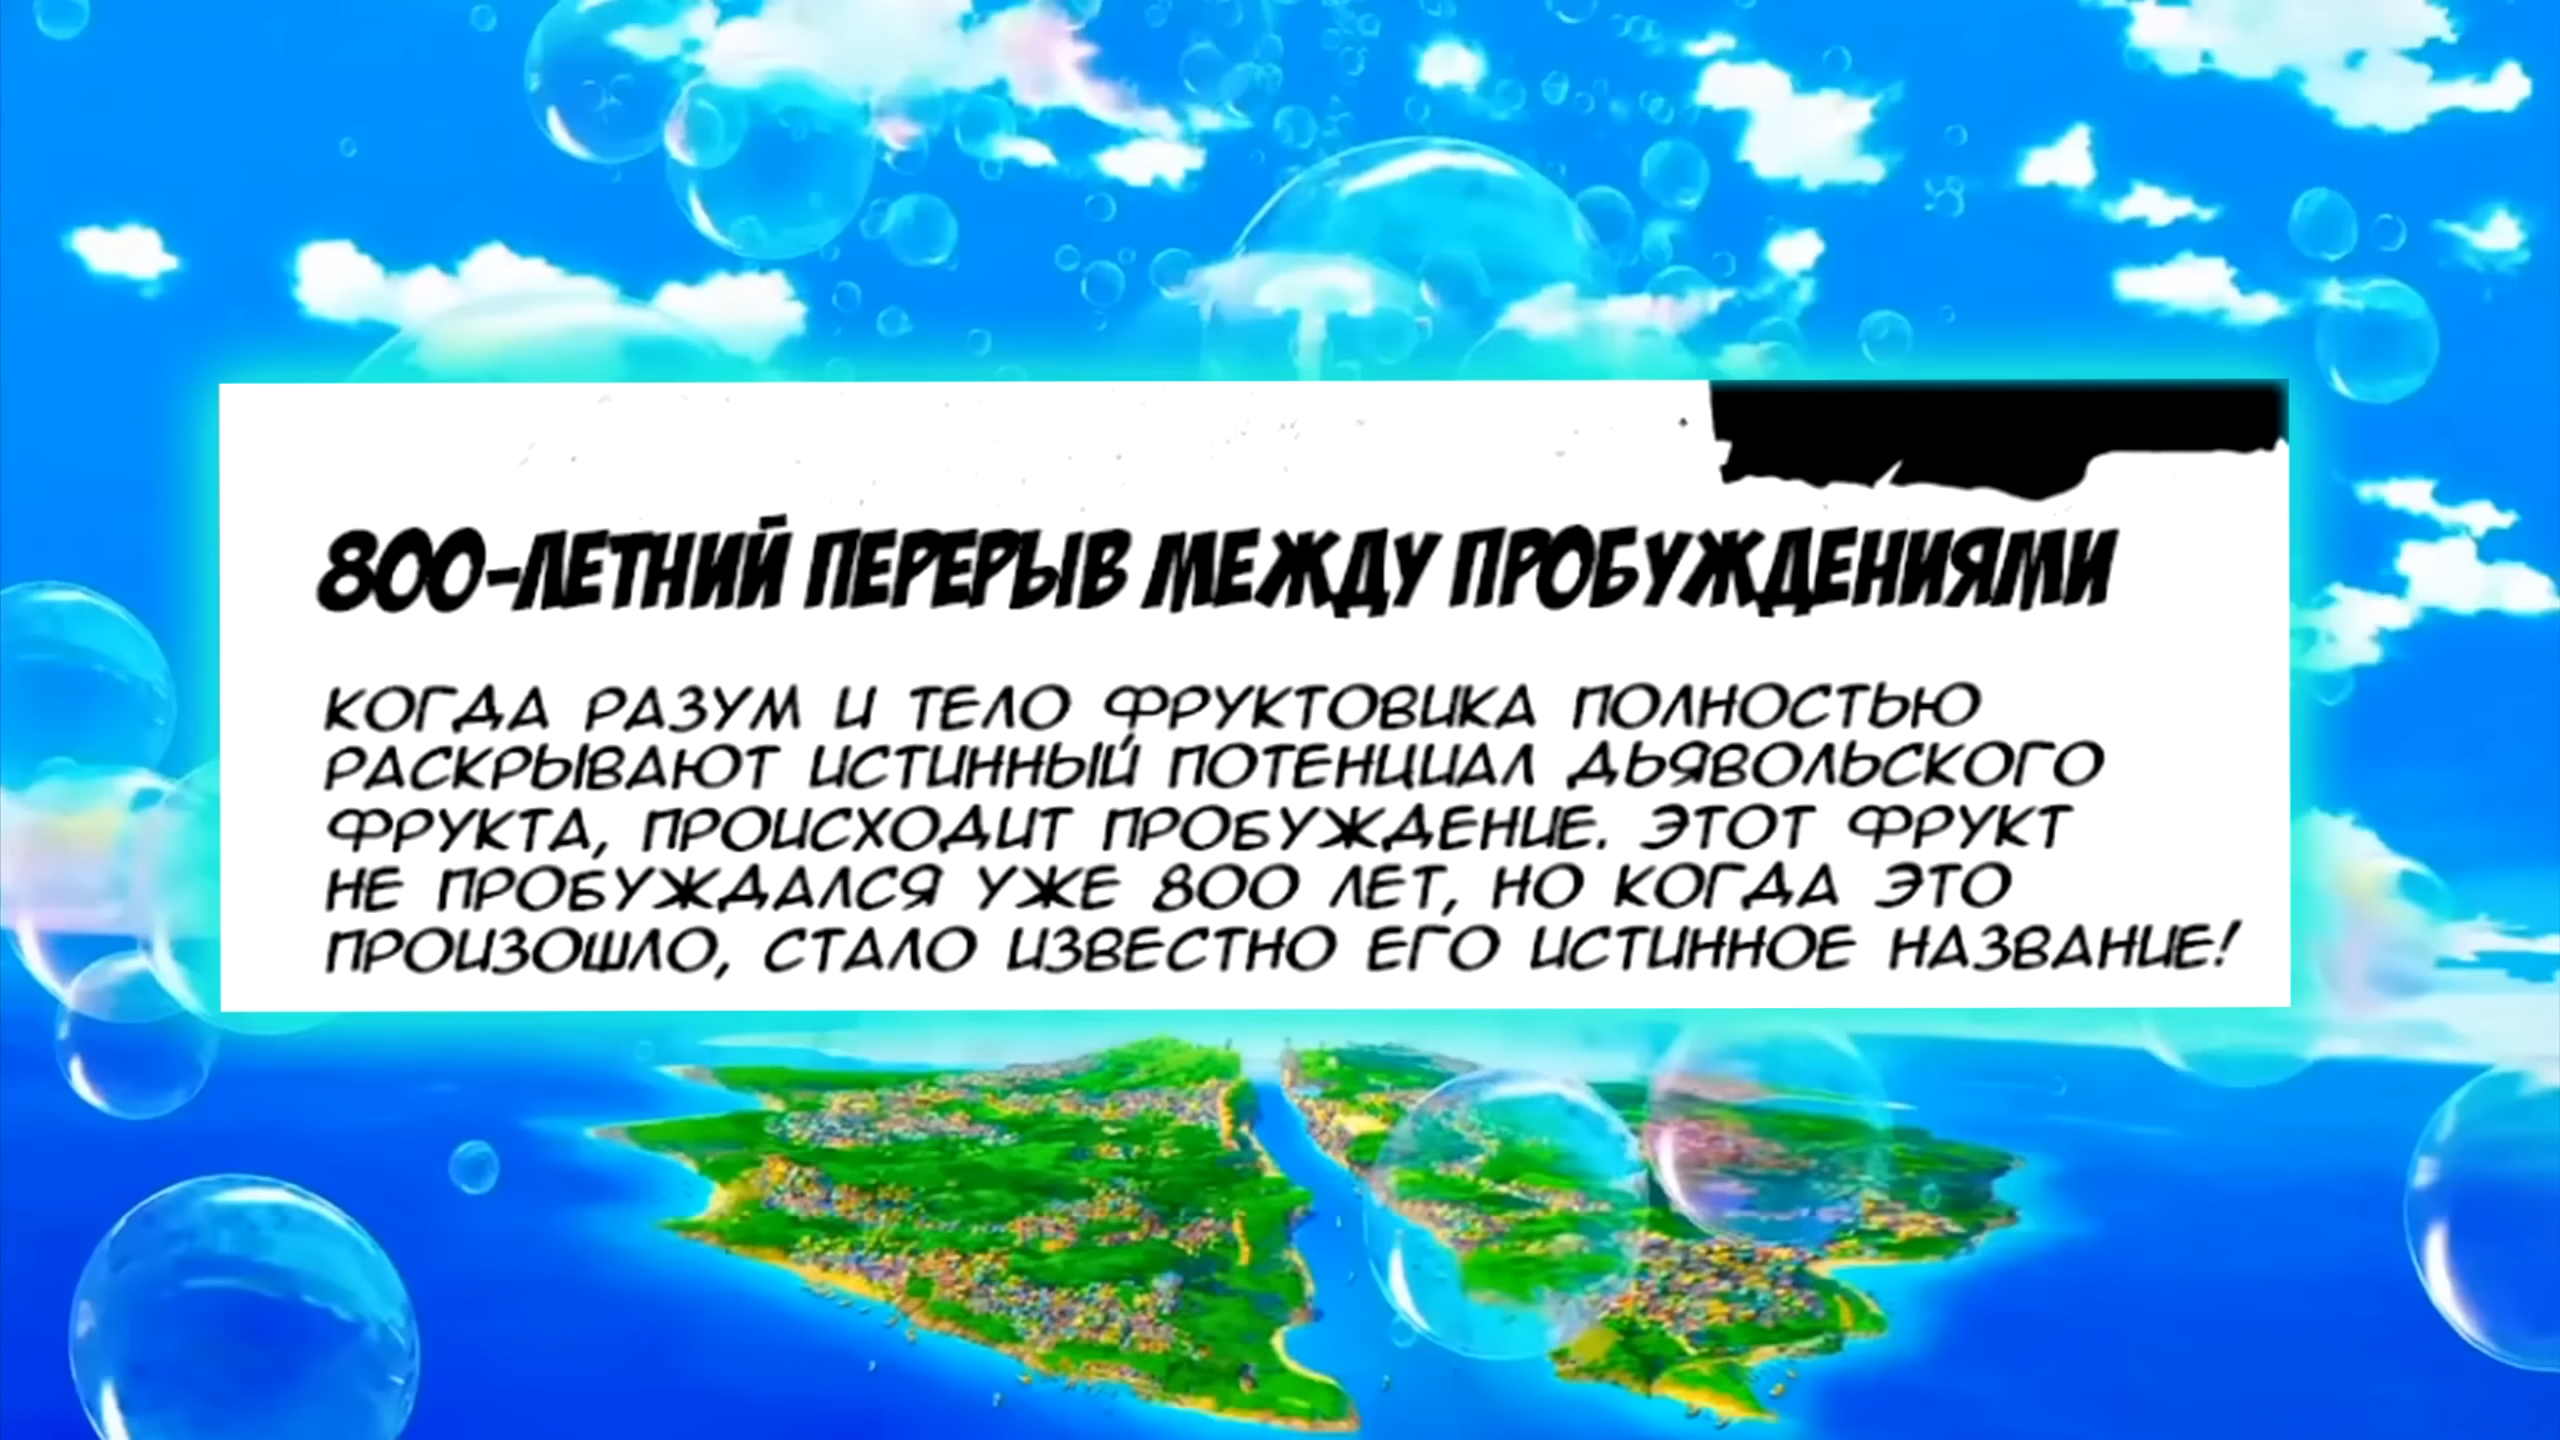 800-ЛЕТНИЙ ПЕРЕРЫВ МЕЖДУ ПРОБУЖДЕНИЯМИ
КОГДА РАЗУМ И ТЕЛО ФРУКТОВИКА ПОЛНОСТЬЮ
РАСКРЫВАЮТ ИСТИННЫЙ ПОТЕНЦИАЛ ДЬЯВОЛЬСКОГО
ФРУКТА, ПРОИСХОДИТ ПРОБУЖДЕНИЕ. ЭТОТ ФРУКТ
НЕ ПРОБУЖДАЛСЯ УЖЕ 800 ЛЕТ, НО КОГДА ЭТО
ПРОИЗОШЛО, СТАЛО ИЗВЕСТНО ЕГО ИСТИННОЕ НАЗВАНИЕ!